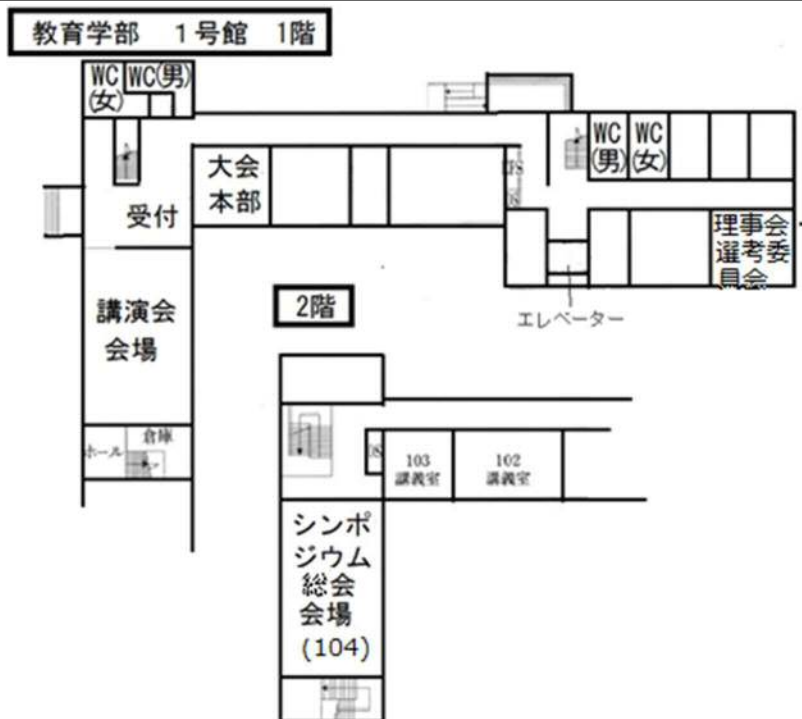 教育学部　１号館　1階
WC
(女)
WC(男)
WC
(男)
WC
(女)
大会
本部
受付
理事会
選考委
員会
講演会
会場
エレベーター
ホール
倉庫
2階
103
講義室
102
講義室
シンポ
ジウム
総会
会場
(104)